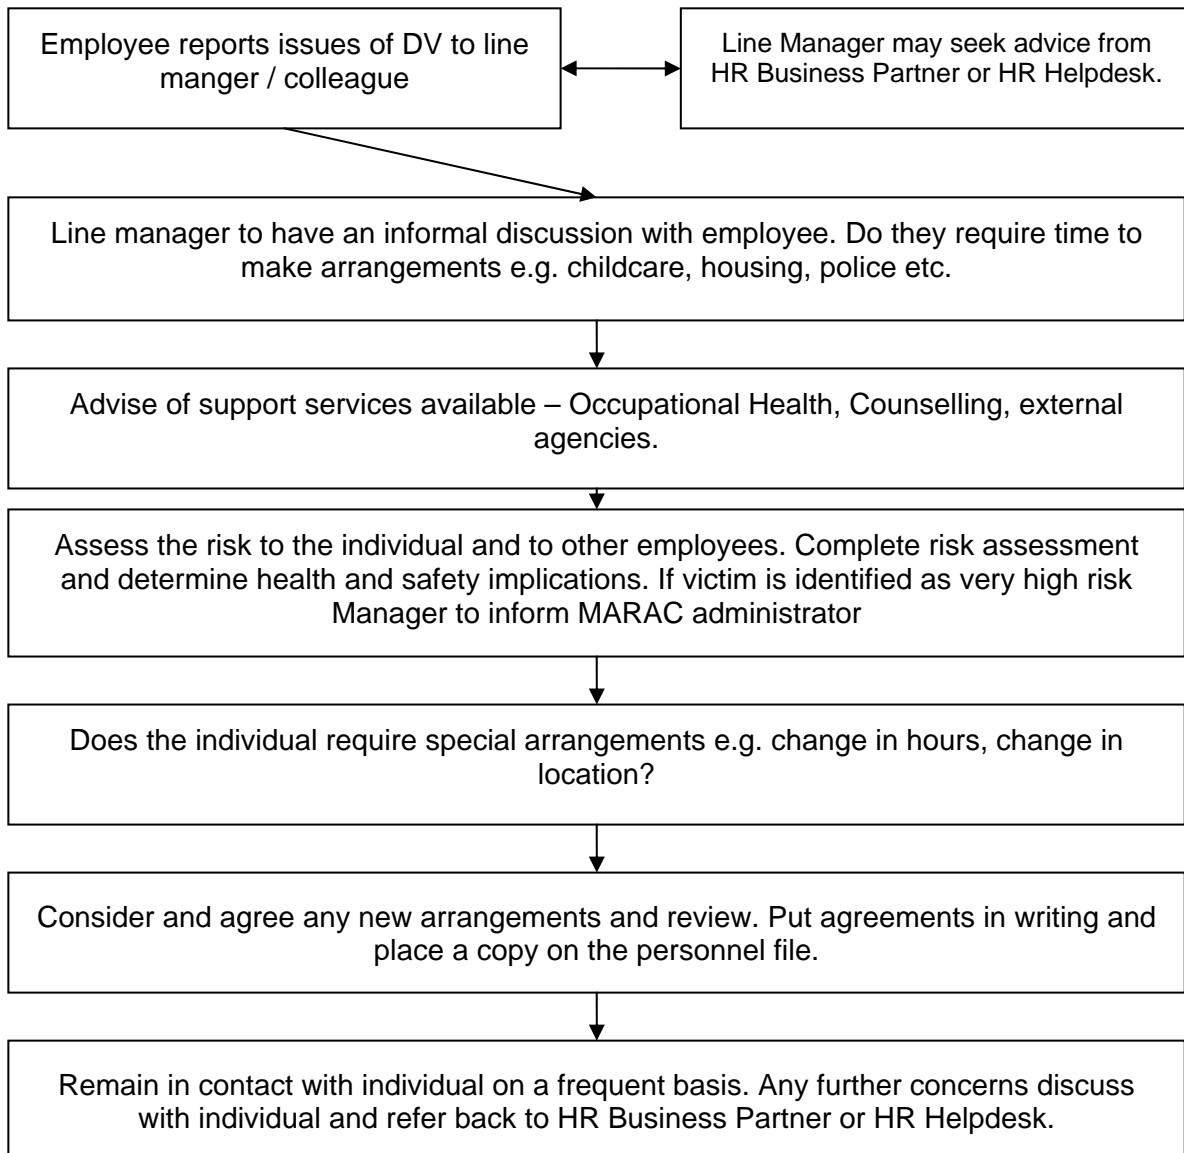 Employee reports issues of DV to line
manger / colleague
Line Manager may seek advice from
HR Business Partner or HR Helpdesk.
Line manager to have an informal discussion with employee. Do they require time to
make arrangements e.g. childcare, housing, police etc.
Advise of support services available – Occupational Health, Counselling, external
agencies.
Assess the risk to the individual and to other employees. Complete risk assessment
and determine health and safety implications. If victim is identified as very high risk
Manager to inform MARAC administrator
Does the individual require special arrangements e.g. change in hours, change in
location?
Consider and agree any new arrangements and review. Put agreements in writing and
place a copy on the personnel file.
Remain in contact with individual on a frequent basis. Any further concerns discuss
with individual and refer back to HR Business Partner or HR Helpdesk.